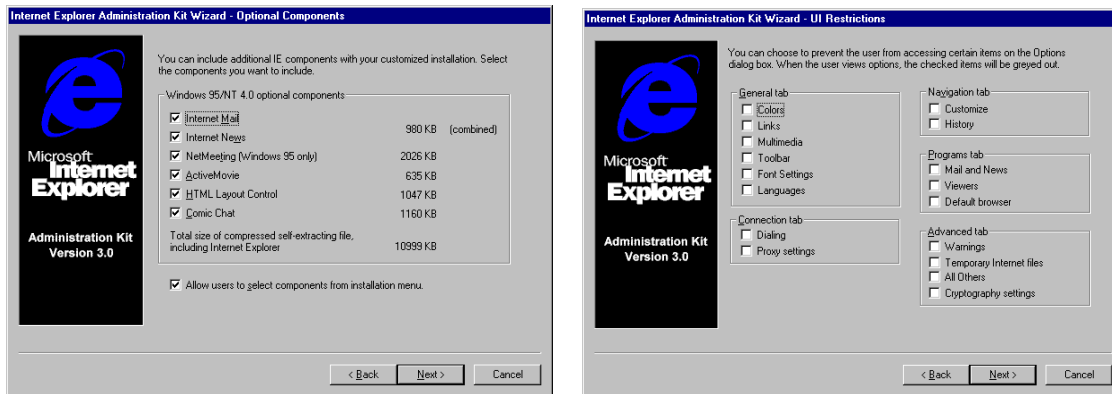 Internet Explorer Administration Kit Wizard - Optional Components
You can include additional IE components with your customized installation. Select
the components you want to include.
Windows 95/NT 4.0 optional components
Internet Mail
Internet News
980 KB (combined)
NetMeeting (Windows 95 only) 2026 KB
ActiveMovie 635 KB
HTML Layout Control 1047 KB
Comic Chat 1160 KB
Total size of compressed self-extracting file,
including Internet Explorer 10999 KB
Allow users to select components from installation menu.
Microsoft
Internet
Explorer
Administration Kit
Version 3.0
< Back Next > Cancel
Internet Explorer Administration Kit Wizard - UI Restrictions
You can choose to prevent the user from accessing certain items on the Options
dialog box. When the user views options, the checked items will be greyed out.
General tab
Colors
Links
Multimedia
Toolbar
Font Settings
Languages
Connection tab
Dialing
Proxy settings
Navigation tab
Customize
History
Programs tab
Mail and News
Viewers
Default browser
Advanced tab
Warnings
Temporary Internet files
All Others
Cryptography settings
Microsoft
Internet
Explorer
Administration Kit
Version 3.0
< Back Next > Cancel